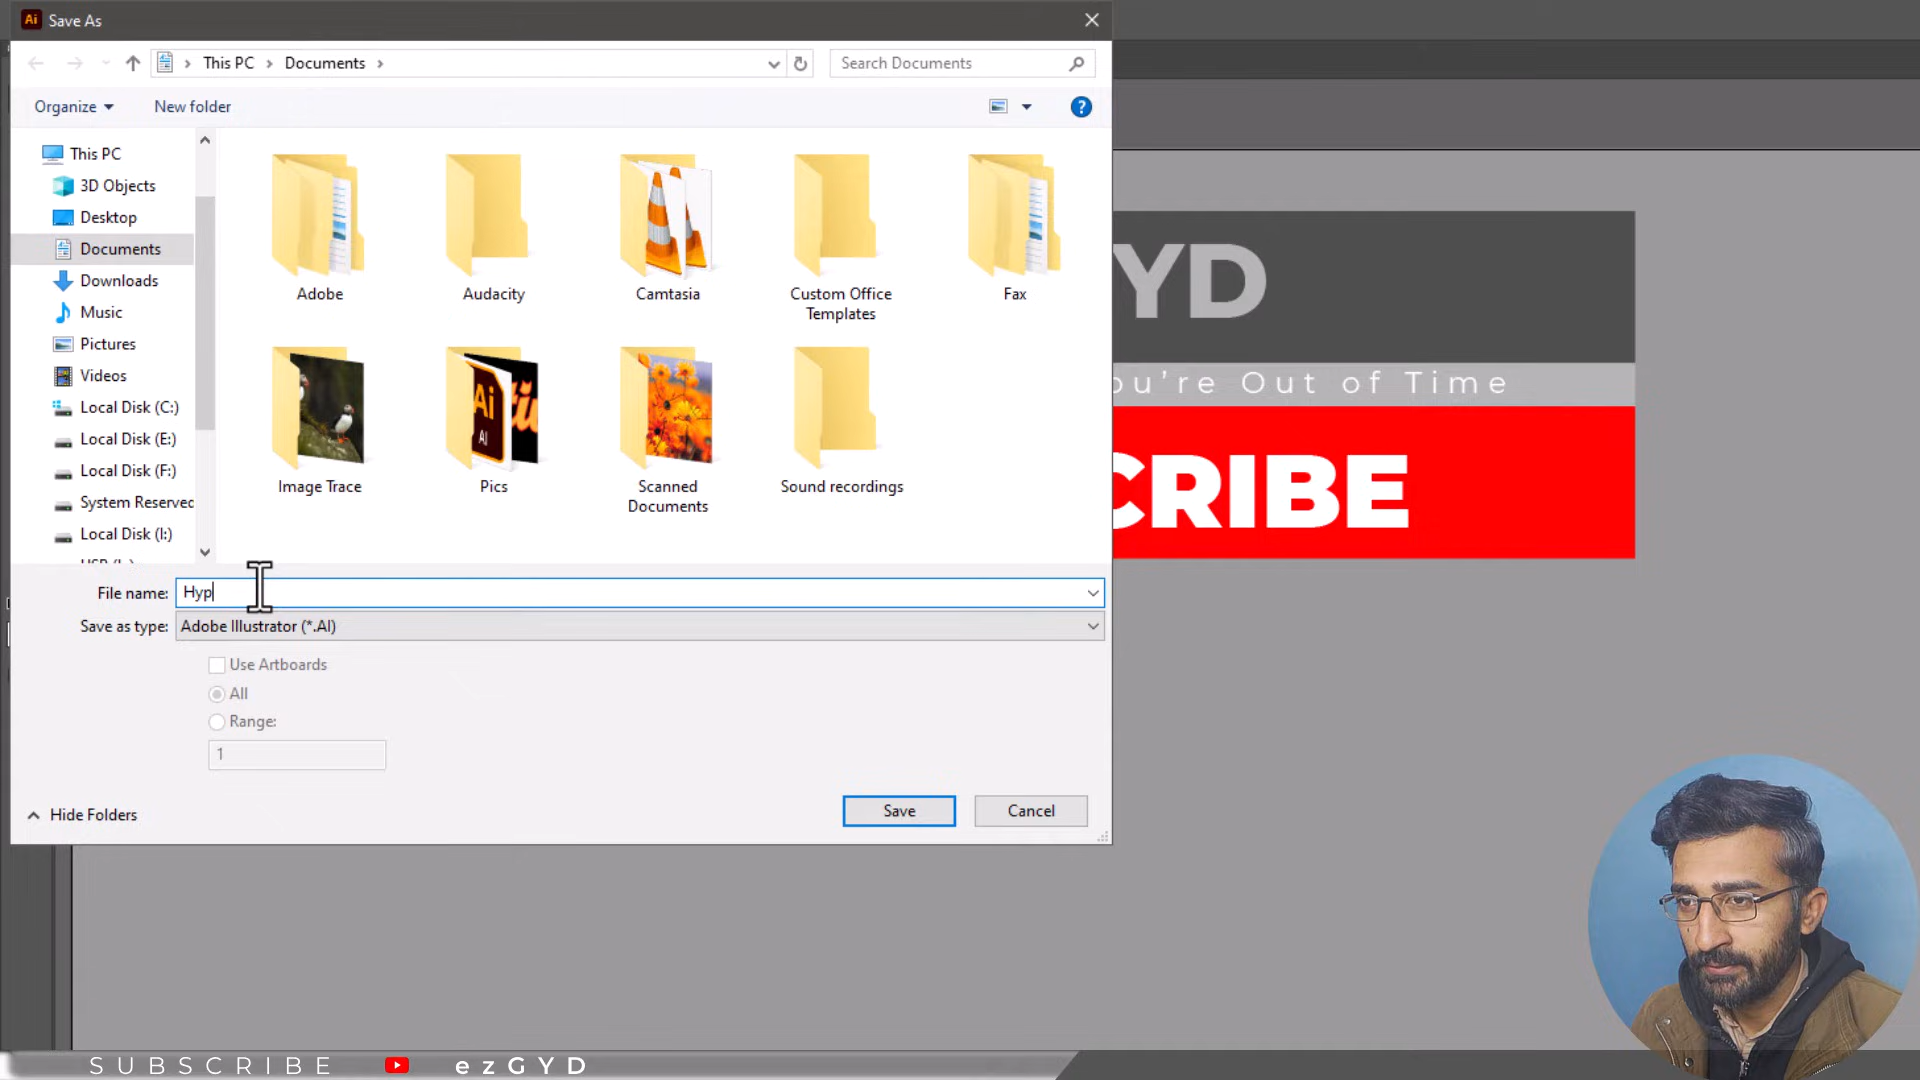 Ai Save As
This PC > Documents >
Search Documents
Organize
New folder
?
This PC
3D Objects
Desktop
Documents
Downloads
Music
Pictures
Videos
Local Disk (C:)
Local Disk (E:)
Local Disk (F:)
System Reserved
Local Disk (I:)
Adobe
Audacity
Camtasia
Custom Office
Templates
Fax
Image Trace
Ai
AI
Pics
Scanned
Documents
Sound recordings
File name: Hyp
Save as type: Adobe Illustrator (*.AI)
Use Artboards
All
Range:
1
Hide Folders
Save
Cancel
YD
ou're Out of Time
CRIBE
SUBSCRIBE ezGYD